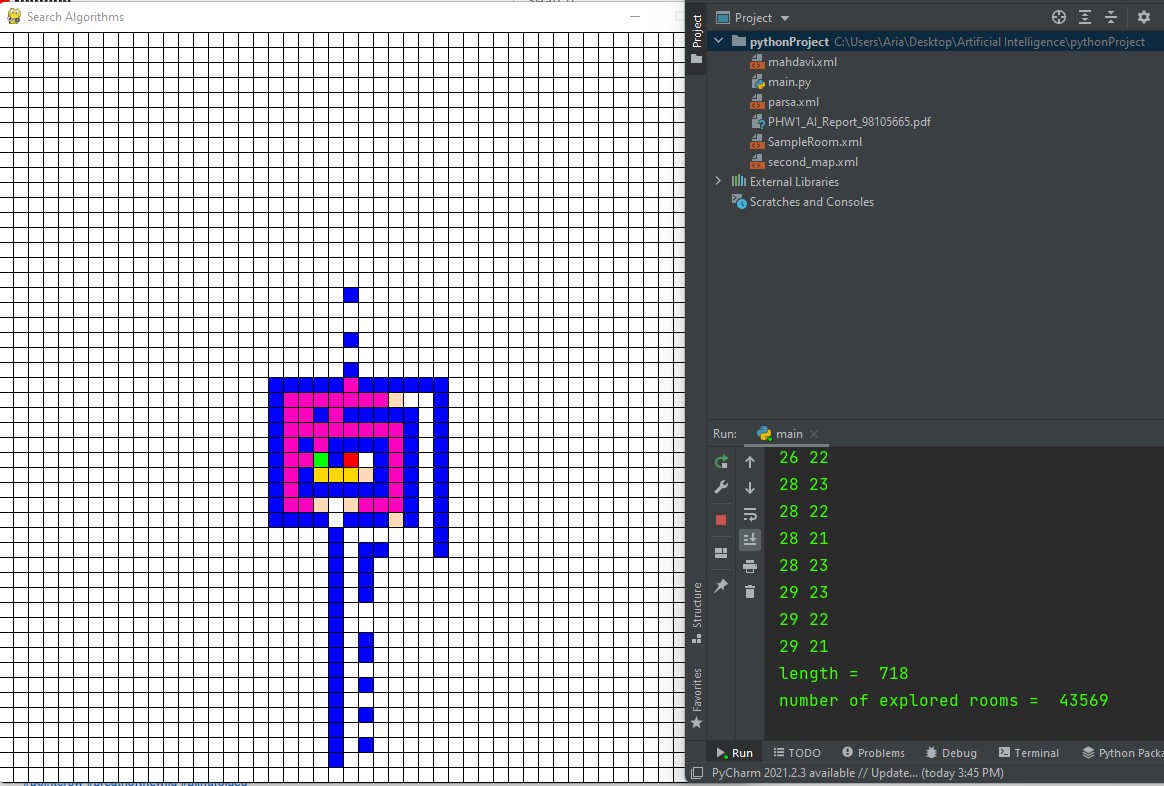 Search Algorithms
Project
Project
pythonProject C:\Users\Aria\Desktop\Artificial Intelligence\pythonProject
mahdavi.xml
main.py
parsa.xml
PHW1_AI_Report_98105665.pdf
SampleRoom.xml
second_map.xml
External Libraries
Scratches and Consoles
Run: main
26 22
28 23
28 22
28 21
28 23
29 23
29 22
29 21
length = 718
number of explored rooms = 43569
Structure
Favorites
Run TODO Problems Debug Terminal Python Packa
PyCharm 2021.2.3 available // Update... (today 3:45 PM)